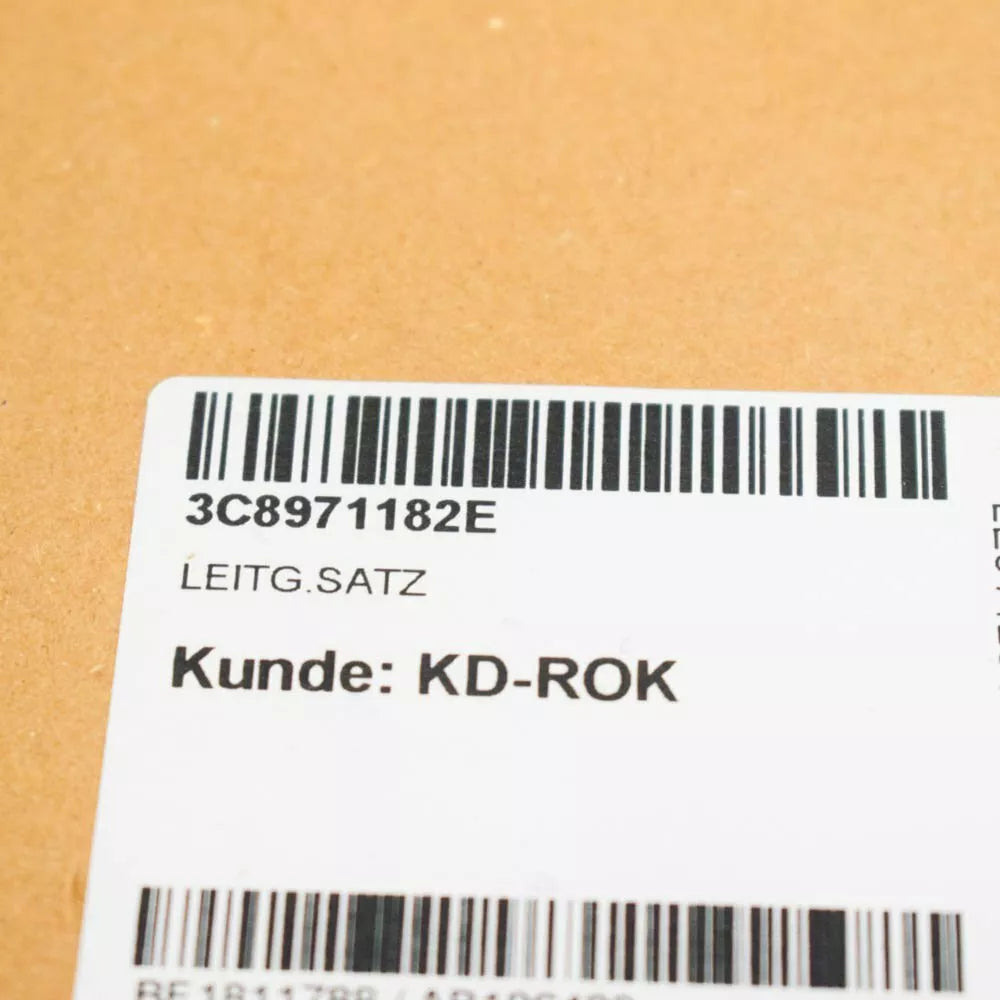 3C8971182E
LEITG.SATZ
Kunde: KD-ROK